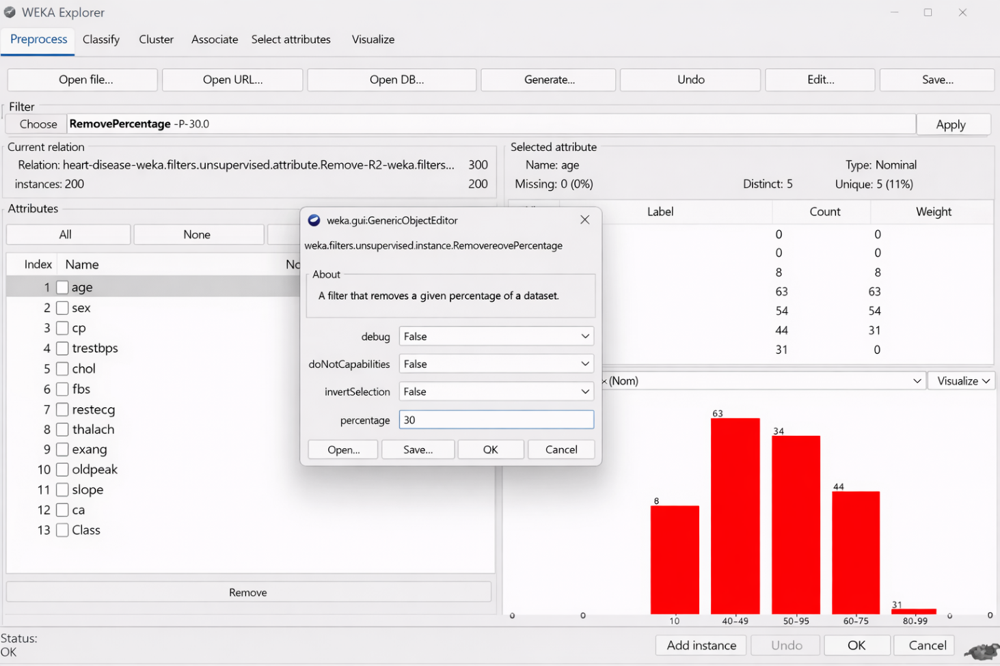 WEKA Explorer
Preprocess Classify Cluster Associate Select attributes Visualize
Open file... Open URL... Open DB... Generate... Undo Edit... Save...
Filter
Choose RemovePercentage -P-30.0 Apply
Current relation
Relation: heart-disease-weka.filters.unsupervised.attribute.Remove-R2-weka.filters... 300
instances: 200 200
Selected attribute
Name: age Type: Nominal
Missing: 0 (0%) Distinct: 5 Unique: 5 (11%)
Attributes
All None
Index Name
1 age
2 sex
3 cp
4 trestbps
5 chol
6 fbs
7 restecg
8 thalach
9 exang
10 oldpeak
11 slope
12 ca
13 Class
Remove
weka.gui:GenericObjectEditor
weka.filters.unsupervised.instance.RemovereovePercentage
About
A filter that removes a given percentage of a dataset.
debug False
doNotCapabilities False
invertSelection False
percentage 30
Open... Save... OK Cancel
Label Count Weight
0 0
0 0
8 8
63 63
54 54
44 31
31 0
(Nom) Visualize
63
34
44
8
31
0 0 0 0
10 40-49 50-95 60-75 80.99
Status:
OK
Add instance Undo OK Cancel